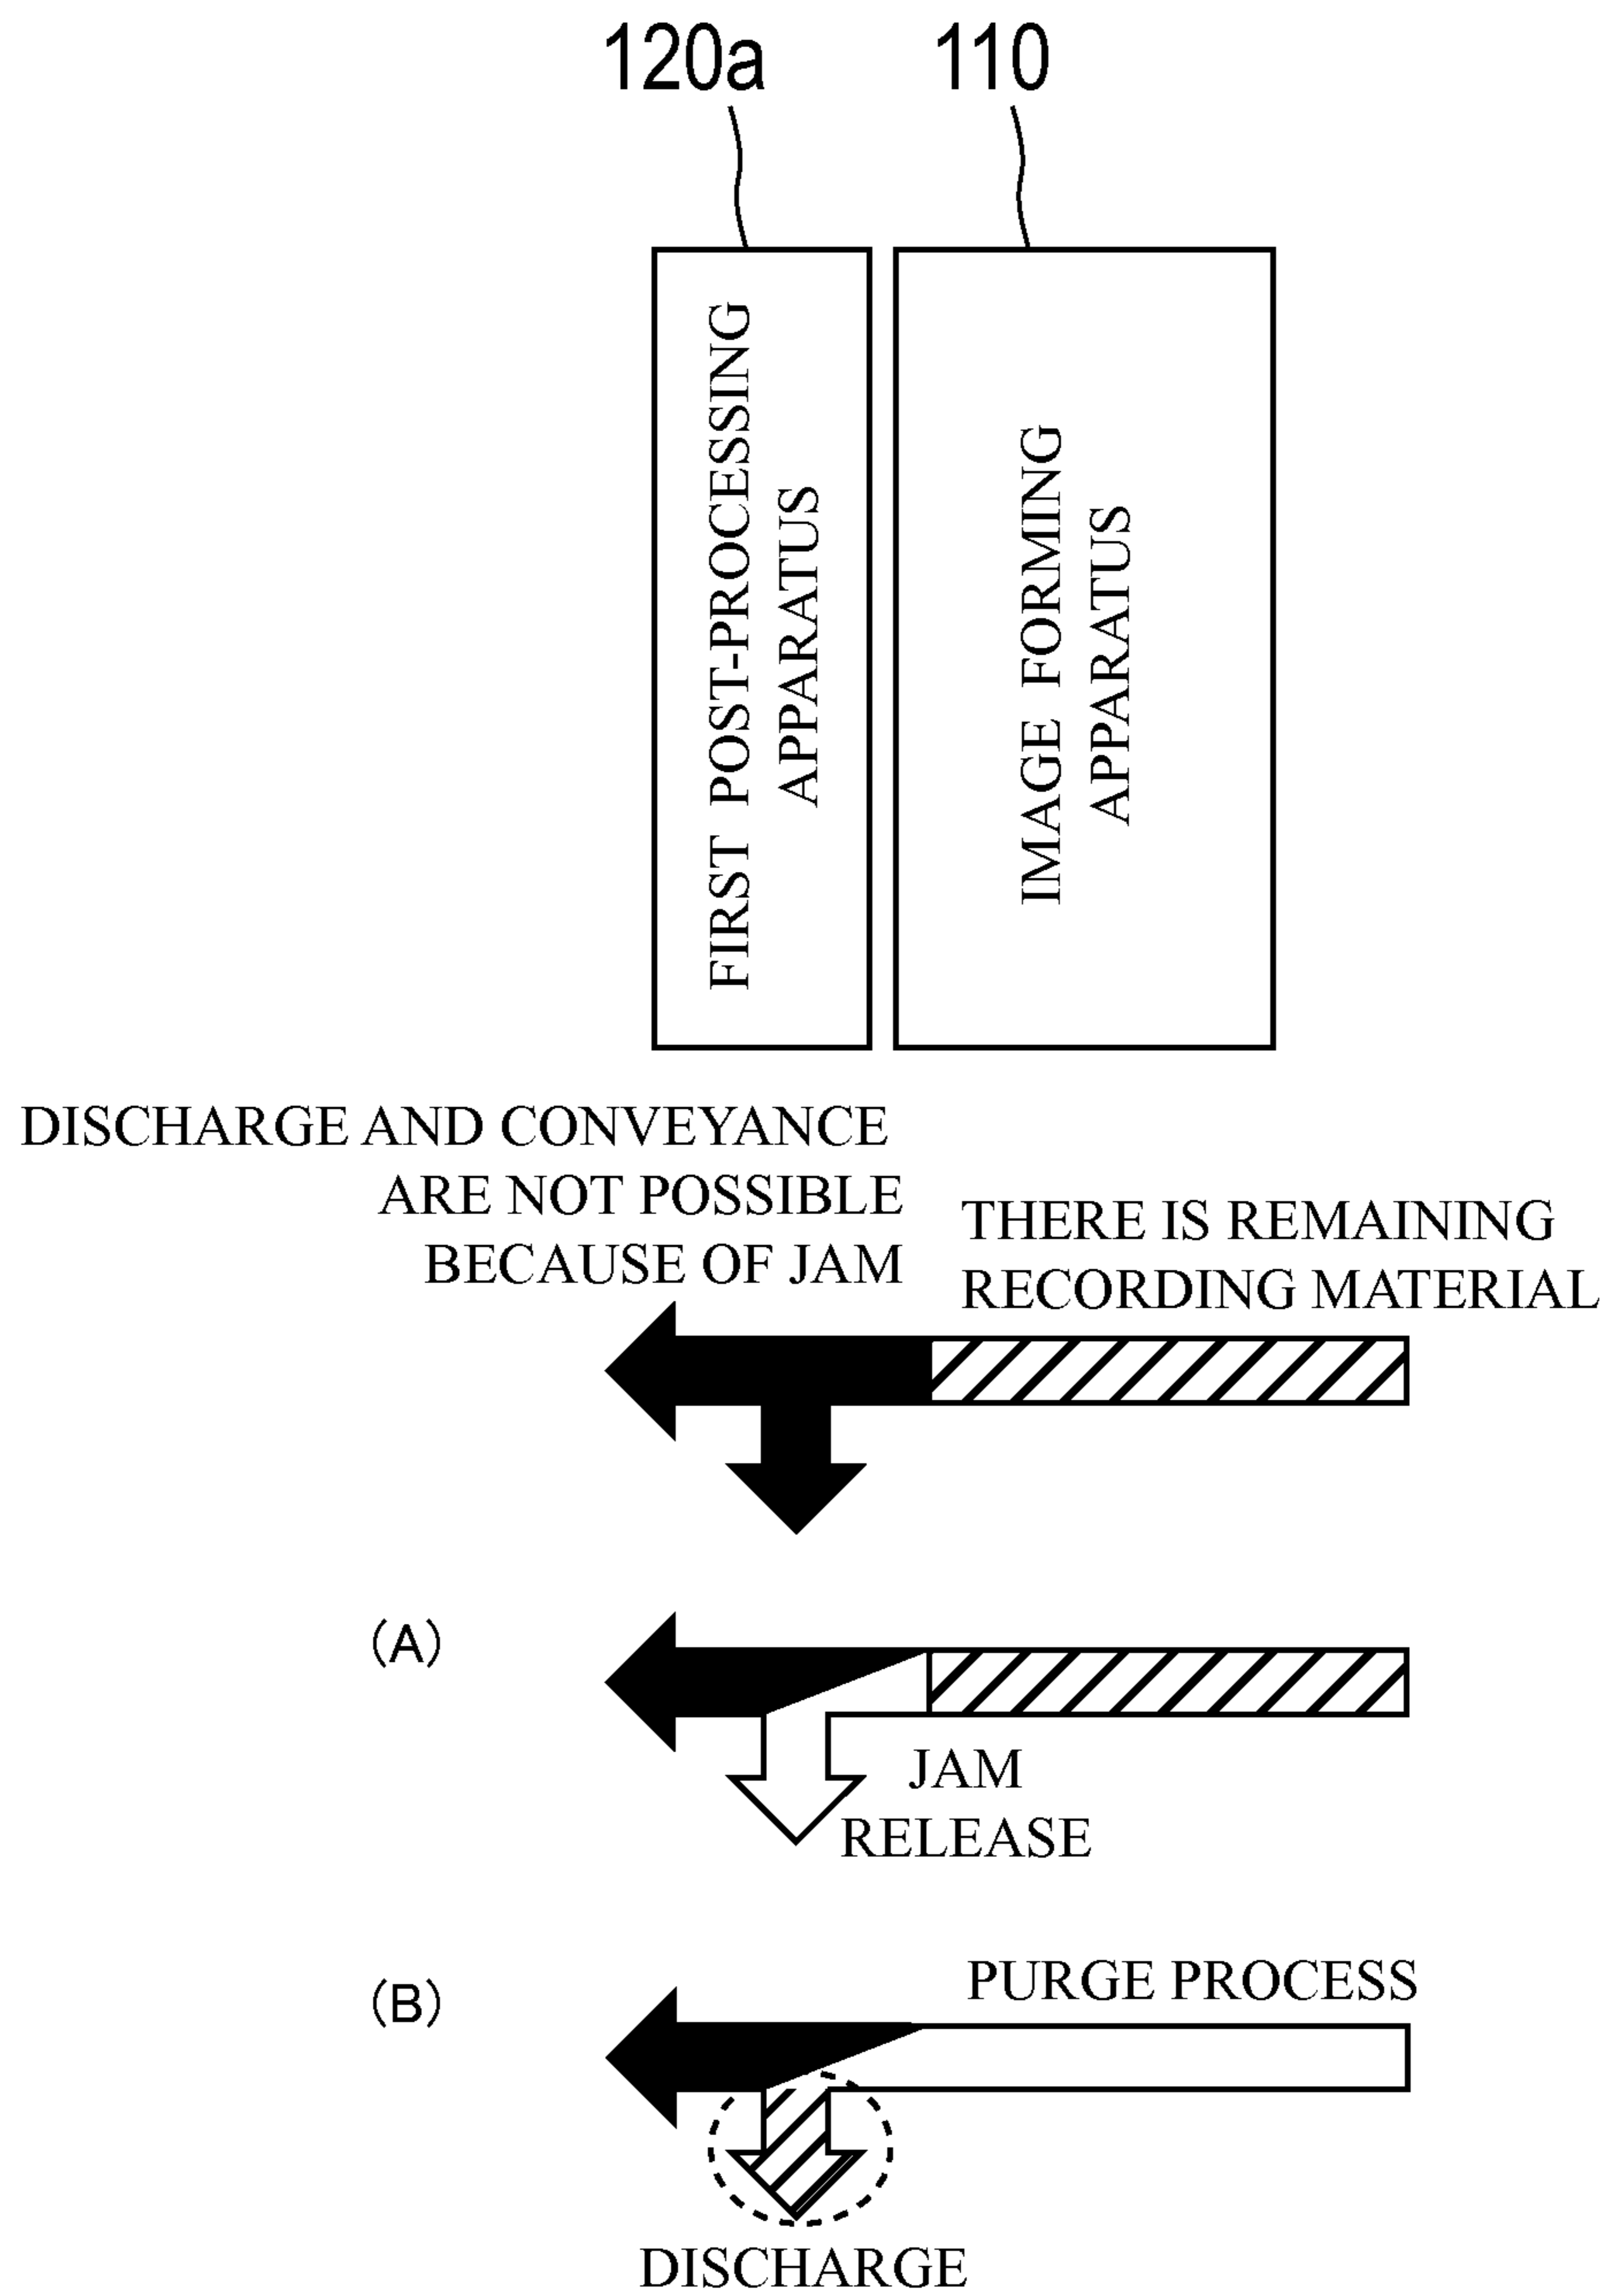 120a
110
FIRST POST-PROCESSING
APPARATUS
IMAGE FORMING
APPARATUS
DISCHARGE AND CONVEYANCE
ARE NOT POSSIBLE
BECAUSE OF JAM
THERE IS REMAINING
RECORDING MATERIAL
(A)
JAM
RELEASE
(B)
PURGE PROCESS
DISCHARGE